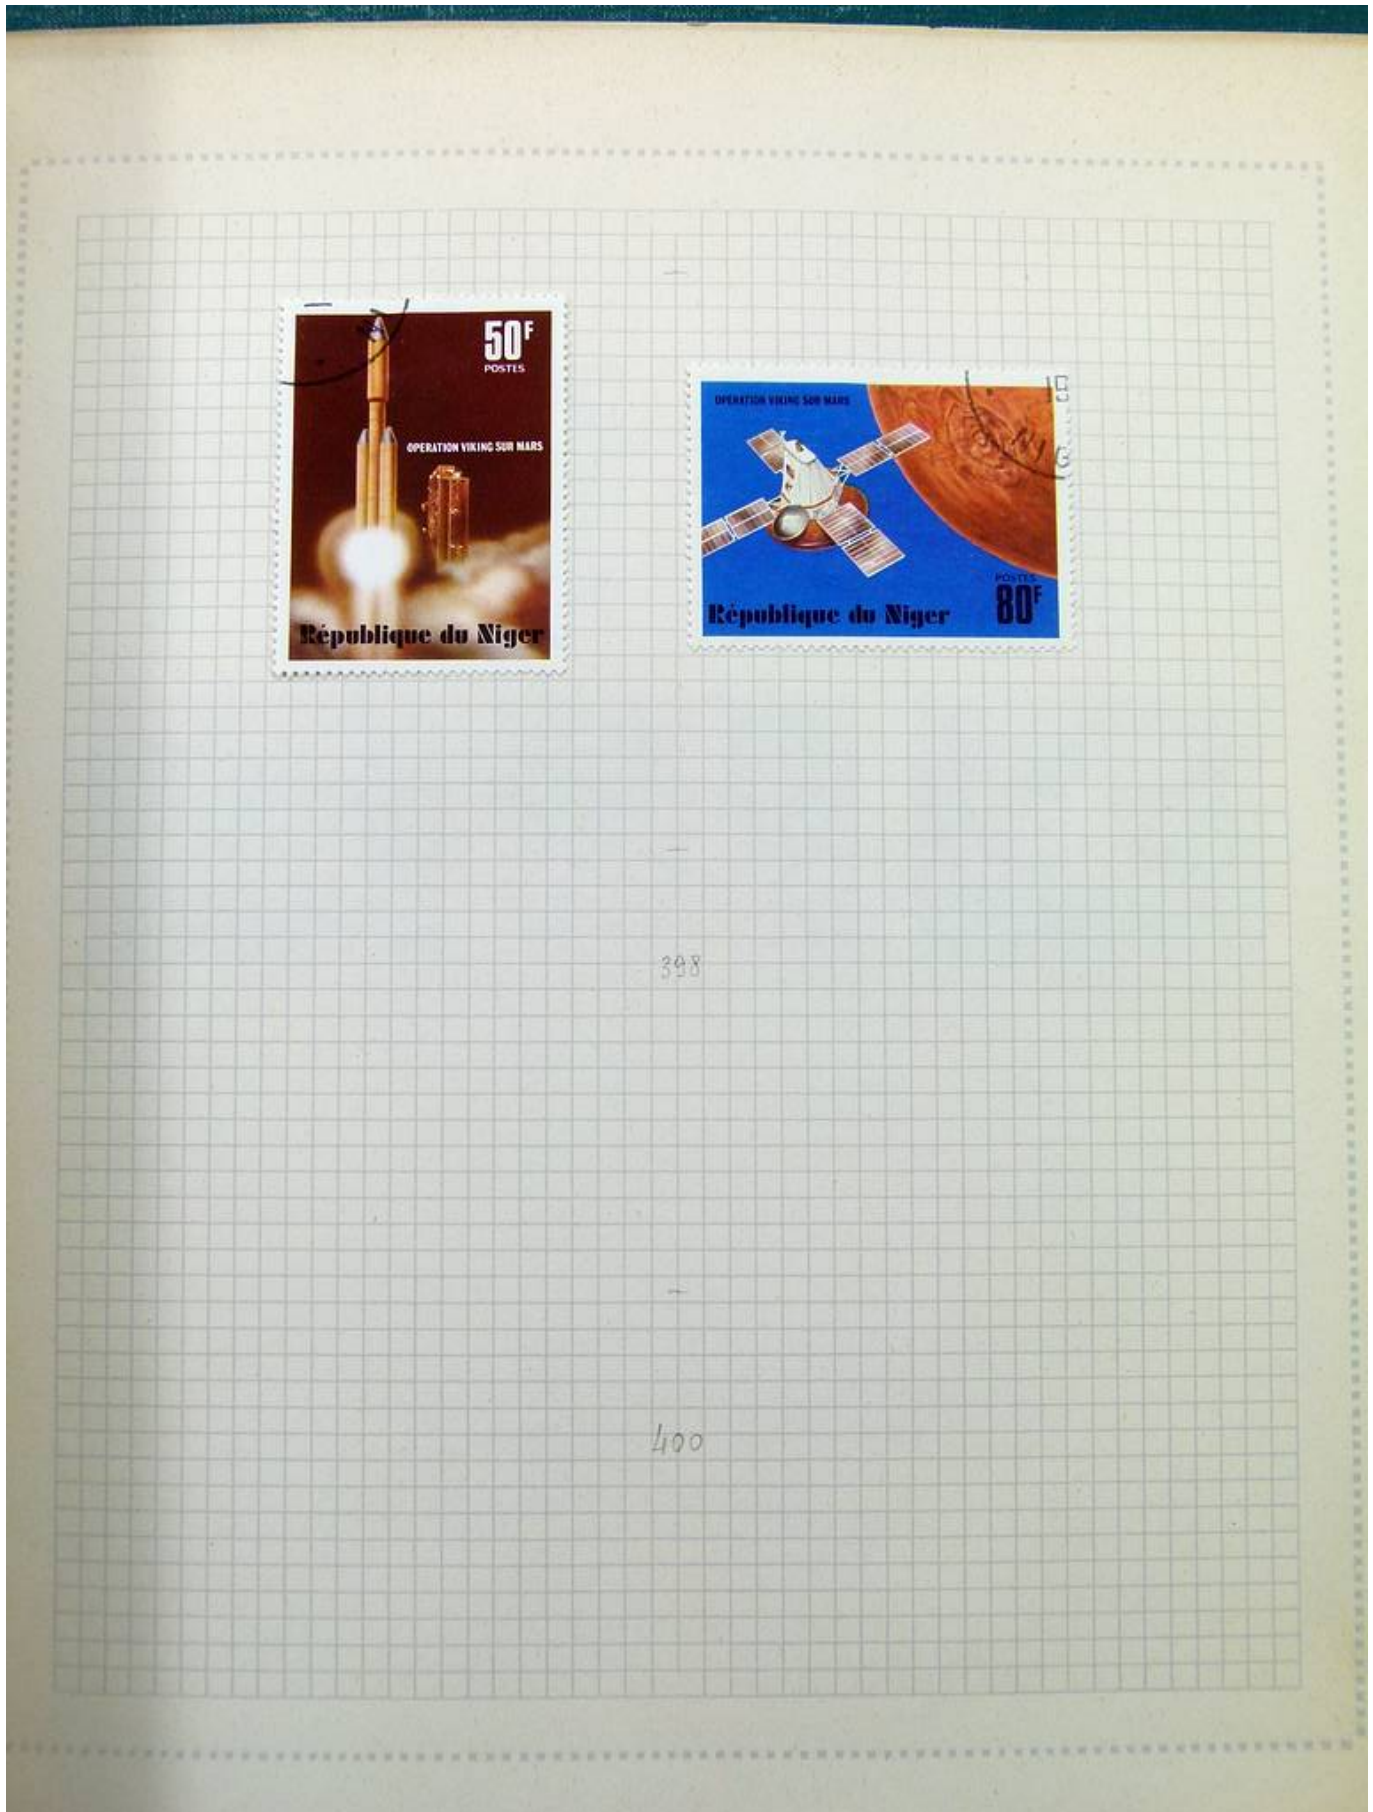 50F
POSTES
OPERATION VIKING SUR MARS
République du Niger
OPERATION VIKING SUR MARS
POSTES
80F
République du Niger
398
400